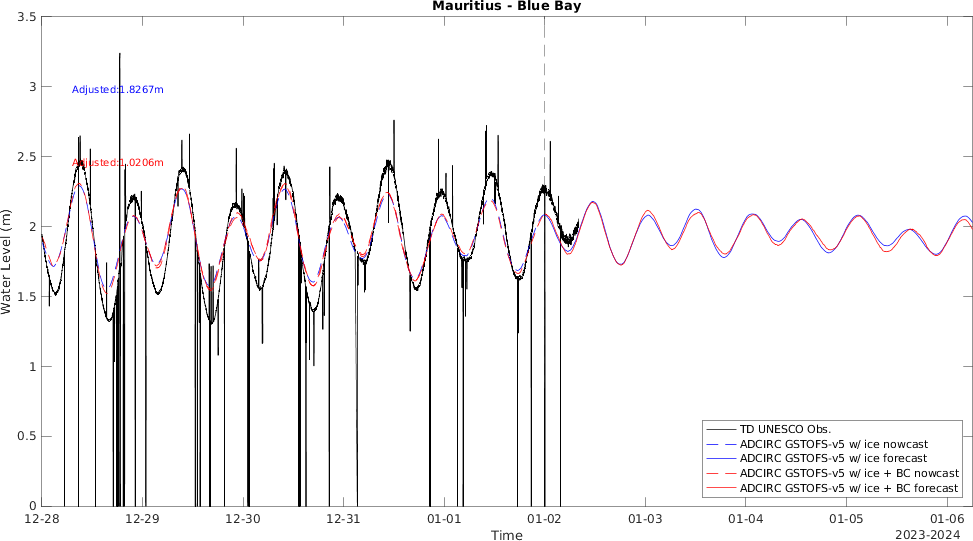 Mauritius - Blue Bay
3.5
3
2.5
2
1.5
1
0.5
0
Water Level (m)
Adjusted:1.8267m
Adjusted:1.0206m
TD UNESCO Obs.
ADCIRC GSTOFS-v5 w/ ice nowcast
ADCIRC GSTOFS-v5 w/ ice forecast
ADCIRC GSTOFS-v5 w/ ice + BC nowcast
ADCIRC GSTOFS-v5 w/ ice + BC forecast
12-28 12-29 12-30 12-31 01-01 01-02 01-03 01-04 01-05 01-06
Time
2023-2024